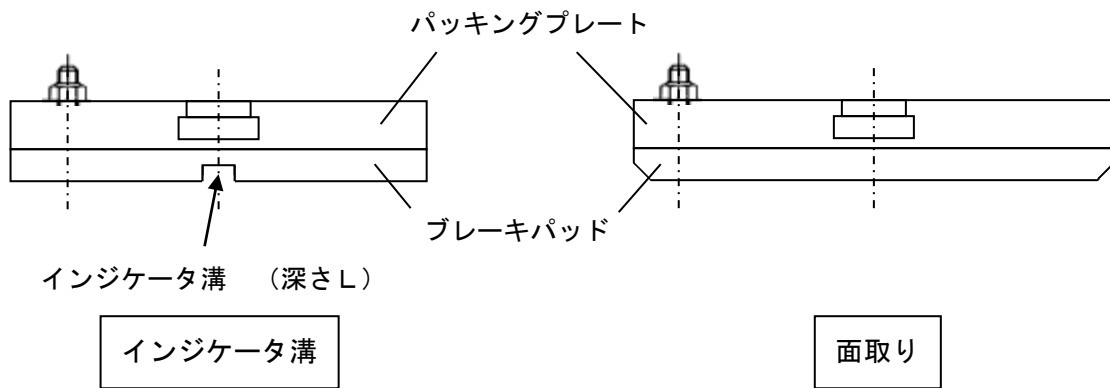 パッキングプレート
ブレーキパッド
インジケータ溝 （深さＬ）
インジケータ溝
面取り